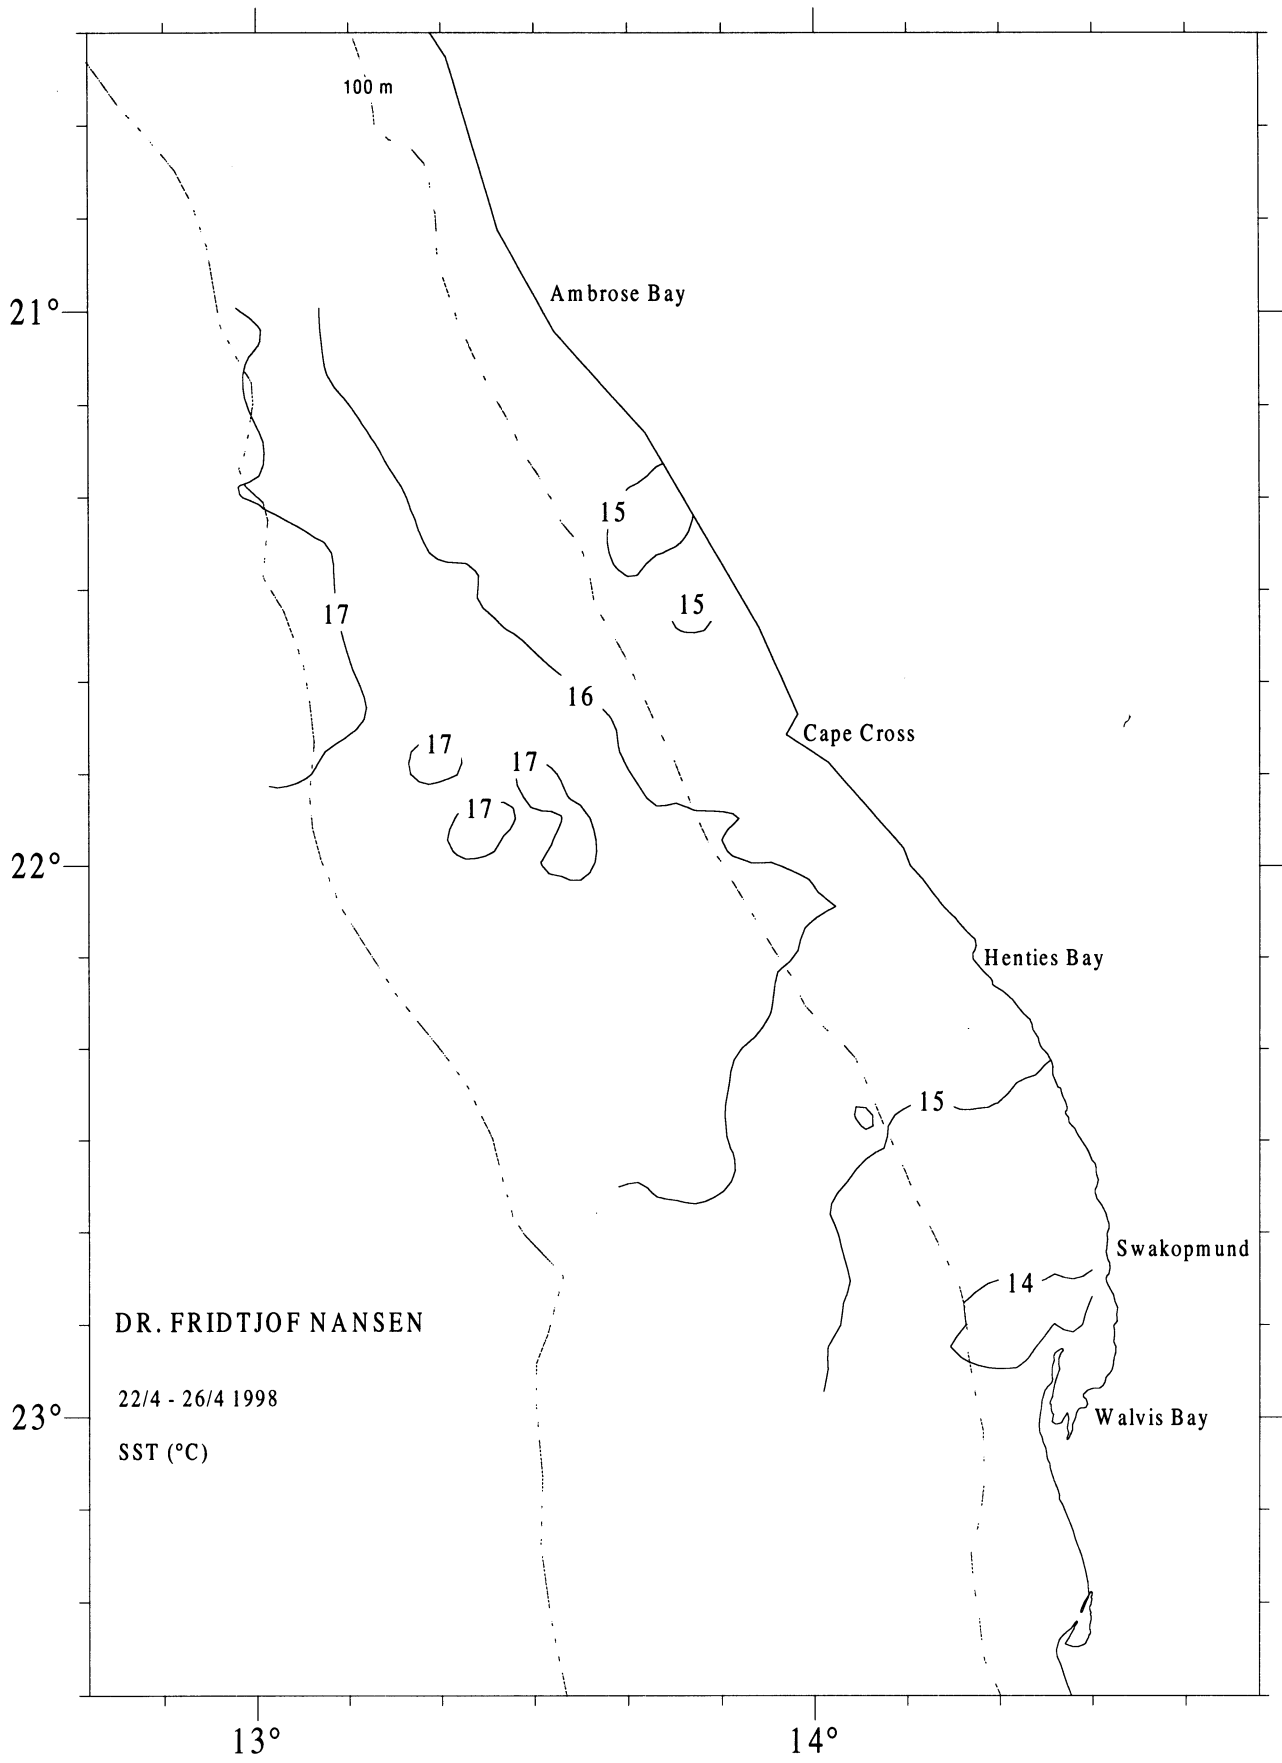 100 m
Ambrose Bay
21°
15
15
17
16
Cape Cross
17
17
17
22°
Henties Bay
15
Swakopmund
14
DR. FRIDTJOF NANSEN
22/4 - 26/4 1998
23°
Walvis Bay
SST (°C)
13°
14°